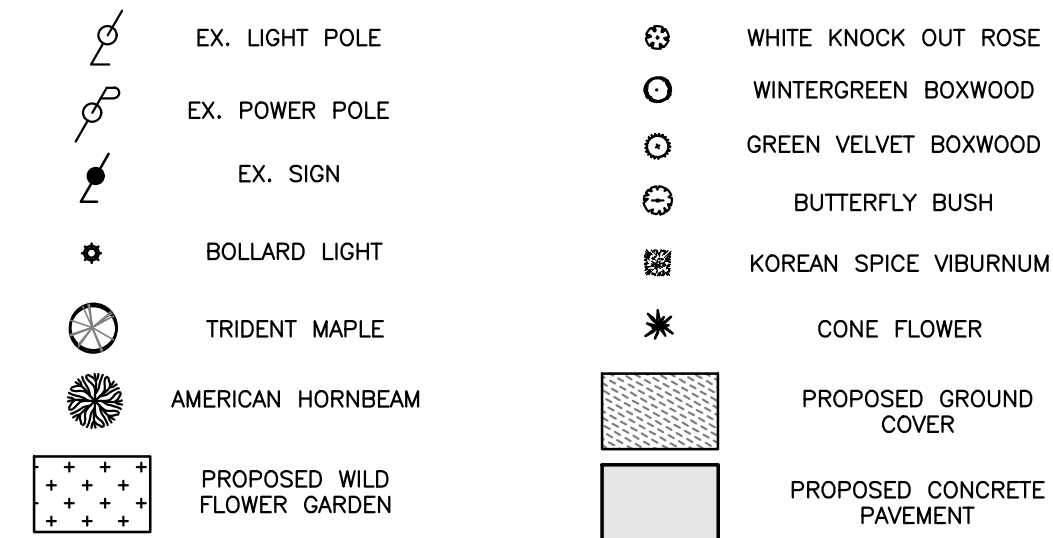 EX. LIGHT POLE
EX. POWER POLE
EX. SIGN
BOLLARD LIGHT
TRIDENT MAPLE
AMERICAN HORNBEAM
PROPOSED WILD
FLOWER GARDEN
WHITE KNOCK OUT ROSE
WINTERGREEN BOXWOOD
GREEN VELVET BOXWOOD
BUTTERFLY BUSH
KOREAN SPICE VIBURNUM
CONE FLOWER
PROPOSED GROUND
COVER
PROPOSED CONCRETE
PAVEMENT